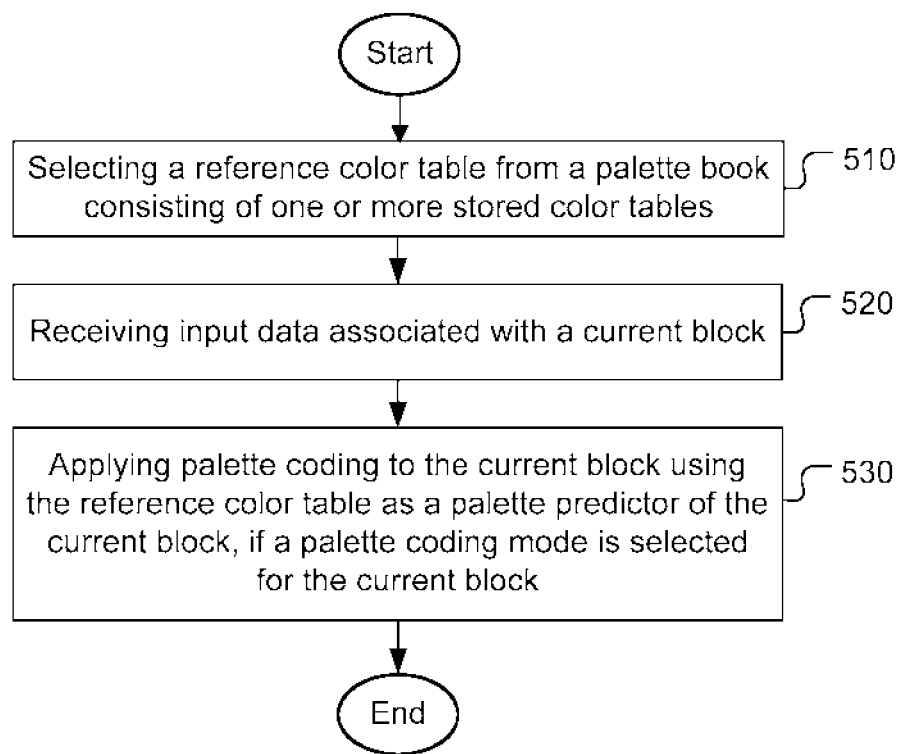 Start
Selecting a reference color table from a palette book
consisting of one or more stored color tables
510
Receiving input data associated with a current block
520
Applying palette coding to the current block using
the reference color table as a palette predictor of the
current block, if a palette coding mode is selected
for the current block
530
End